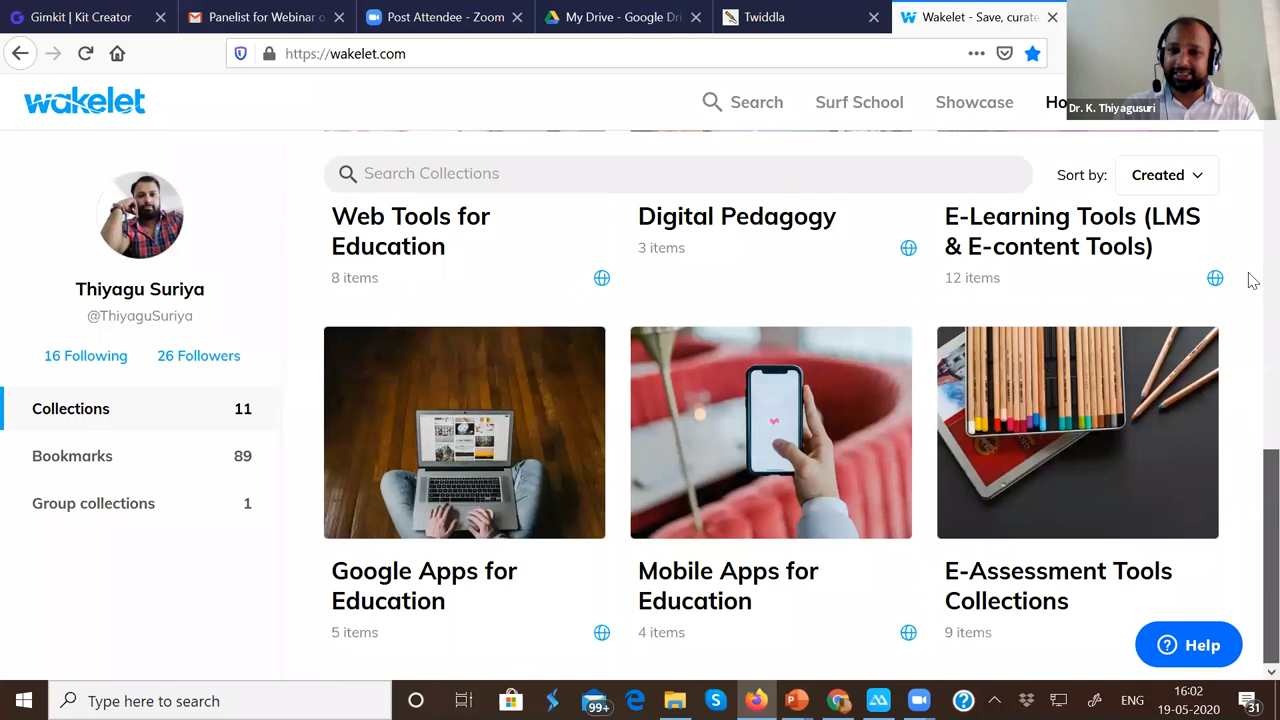 Gimkit | Kit Creator
Panelist for Webinar o
Post Attendee - Zoom
My Drive - Google Dri
Twiddla
Wakelet - Save, curate
https://wakelet.com
wakelet
Search
Surf School
Showcase
Ho
Dr. K. Thiyagusuri
Search Collections
Sort by:
Created
Thiyagu Suriya
@ThiyaguSuriya
16 Following
26 Followers
Collections 11
Bookmarks 89
Group collections 1
Web Tools for
Education
8 items
Digital Pedagogy
3 items
E-Learning Tools (LMS
& E-content Tools)
12 items
Google Apps for
Education
5 items
Mobile Apps for
Education
4 items
E-Assessment Tools
Collections
9 items
Help
Type here to search
99+
ENG
16:02
19-05-2020
31